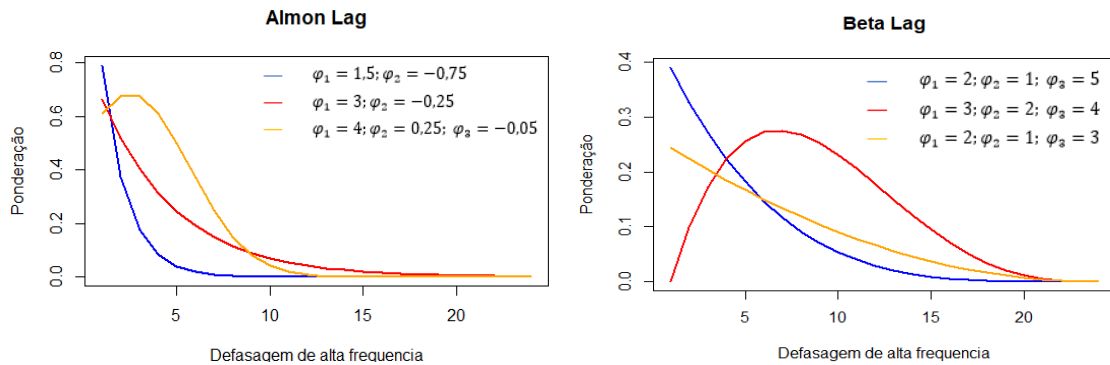 Almon Lag
Ponderação
0.8
0.6
0.4
0.2
0.0
φ₁ = 1,5; φ₂ = −0,75
φ₁ = 3; φ₂ = −0,25
φ₁ = 4; φ₂ = 0,25; φ₃ = −0,05
5
10
15
20
Defasagem de alta frequencia
Beta Lag
Ponderação
0.4
0.3
0.2
0.1
0.0
φ₁ = 2; φ₂ = 1; φ₃ = 5
φ₁ = 3; φ₂ = 2; φ₃ = 4
φ₁ = 2; φ₂ = 1; φ₃ = 3
5
10
15
20
Defasagem de alta frequencia